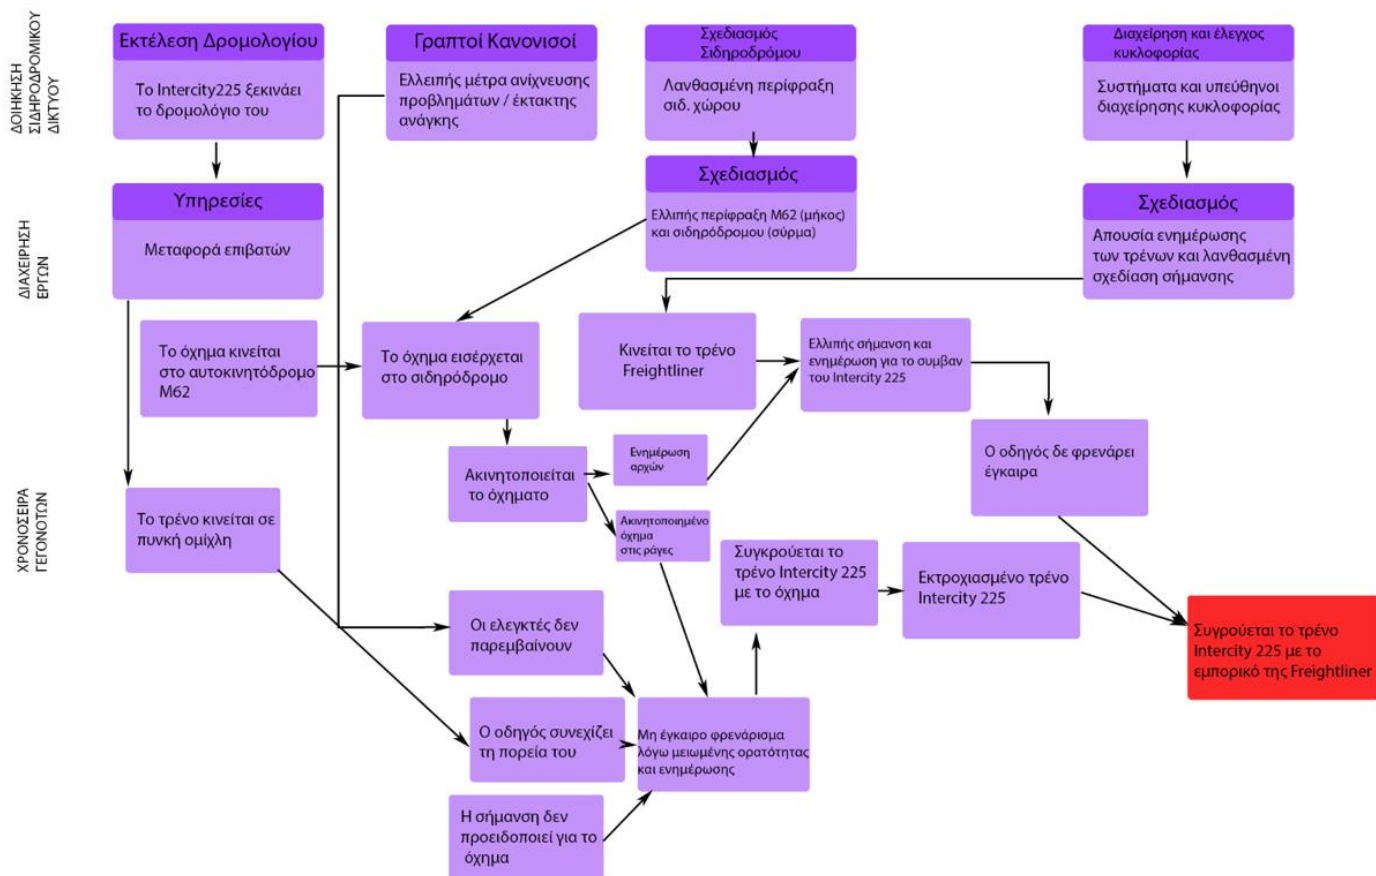 ΔΟΙΗΚΗΣΗ
ΣΙΔΗΡΟΔΡΟΜΙΚΟΥ
ΔΙΚΤΥΟΥ
Εκτέλεση Δρομολογίου
Το Intercity225 ξεκινάει
το δρομολόγιο του
Γραπτοί Κανονισοί
Ελλειπής μέτρα ανίχνευσης
προβλημάτων / έκτακτης
ανάγκης
Σχεδιασμός
Σιδηροδρόμου
Λανθασμένη περίφραξη
σιδ. χώρου
Διαχείρηση και έλεγχος
κυκλοφορίας
Συστήματα και υπεύθηνοι
διαχείρησης κυκλοφορίας
ΔΙΑΧΕΙΡΗΣΗ
ΕΡΓΩΝ
Υπηρεσίες
Μεταφορά επιβατών
Σχεδιασμός
Ελλιπής περίφραξη Μ62 (μήκος)
και σιδηρόδρομου (σύρμα)
Σχεδιασμός
Απουσία ενημέρωσης
των τρένων και λανθασμένη
σχεδίαση σήμανσης
ΧΡΟΝΟΣΕΙΡΑ
ΓΕΓΟΝΟΤΩΝ
Το όχημα κινείται
στο αυτοκινητόδρομο
Μ62
Το όχημα εισέρχεται
στο σιδηρόδρομο
Κινείται το τρένο
Freightliner
Ελλιπής σήμανση και
ενημέρωση για το συμβαν
του Intercity 225
Ακινητοποιείται
το όχηματο
Ενημέρωση
αρχών
Ο οδηγός δε φρενάρει
έγκαιρα
Το τρένο κινείται σε
πυνκή ομίχλη
Ακινητοποιημένο
όχημα
στις ράγες
Συγκρούεται το
τρένο Intercity 225
με το όχημα
Εκτροχιασμένο τρένο
Intercity 225
Οι ελεγκτές δεν
παρεμβαίνουν
Συγρούεται το τρένο
Intercity 225 με το
εμπορικό της Freightliner
Ο οδηγός συνεχίζει
τη πορεία του
Μη έγκαιρο φρενάρισμα
λόγω μειωμένης ορατότητας
και ενημέρωσης
Η σήμανση δεν
προειδοποιεί για το
όχημα